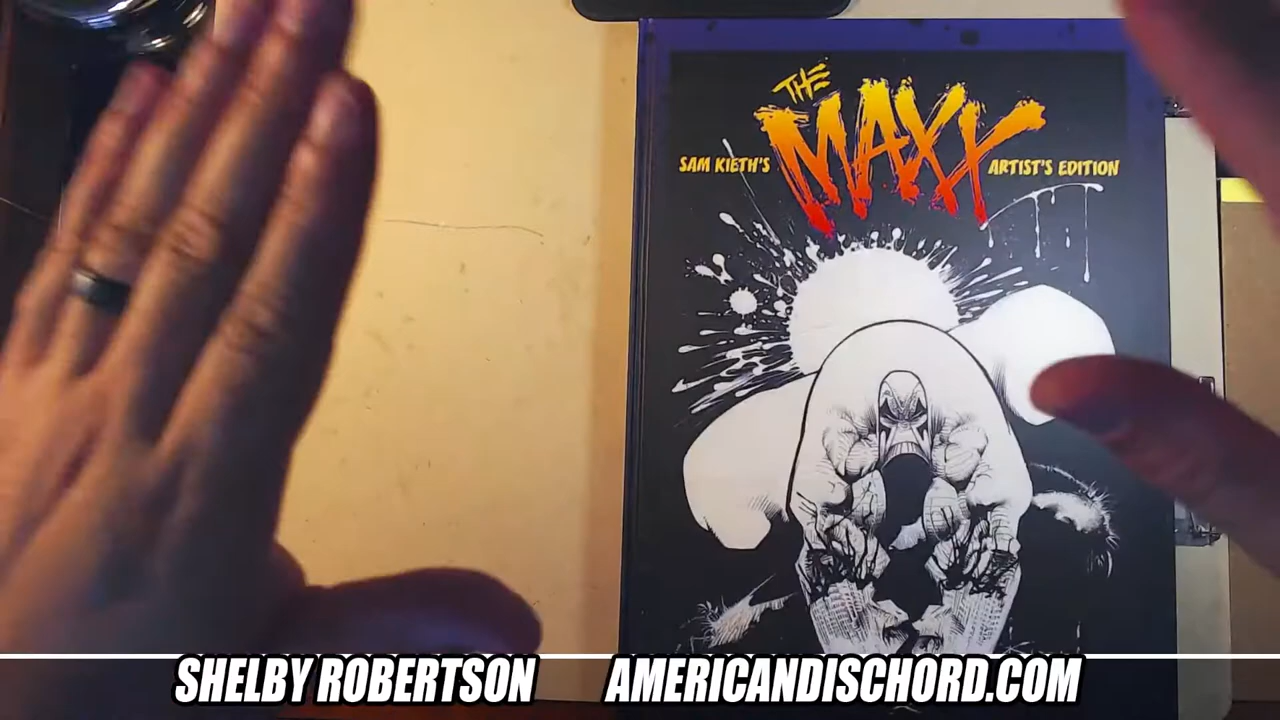 THE
MAXX
SAM KIETH'S
ARTIST'S EDITION
SHELBY ROBERTSON
AMERICANDISCHORD.COM